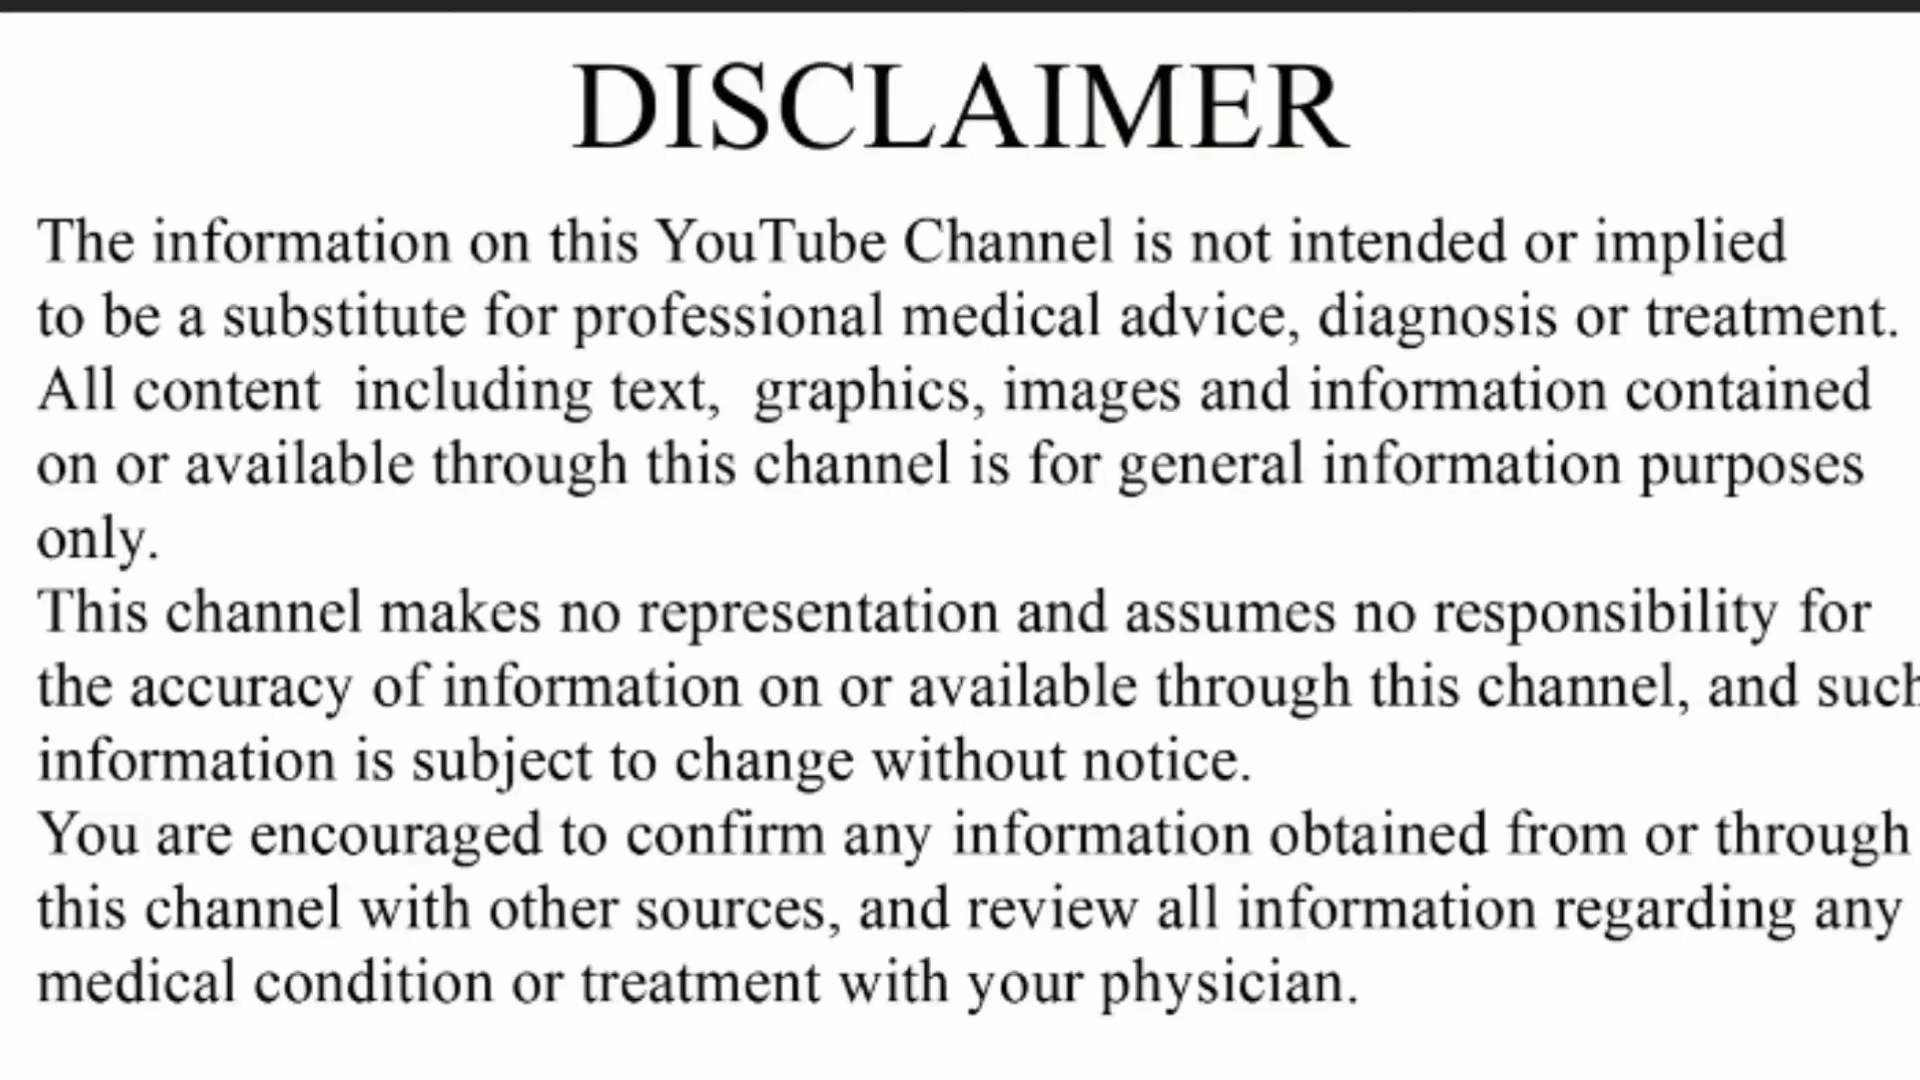 DISCLAIMER
The information on this YouTube Channel is not intended or implied
to be a substitute for professional medical advice, diagnosis or treatment.
All content  including text,  graphics, images and information contained
on or available through this channel is for general information purposes
only.
This channel makes no representation and assumes no responsibility for
the accuracy of information on or available through this channel, and such
information is subject to change without notice.
You are encouraged to confirm any information obtained from or through
this channel with other sources, and review all information regarding any
medical condition or treatment with your physician.